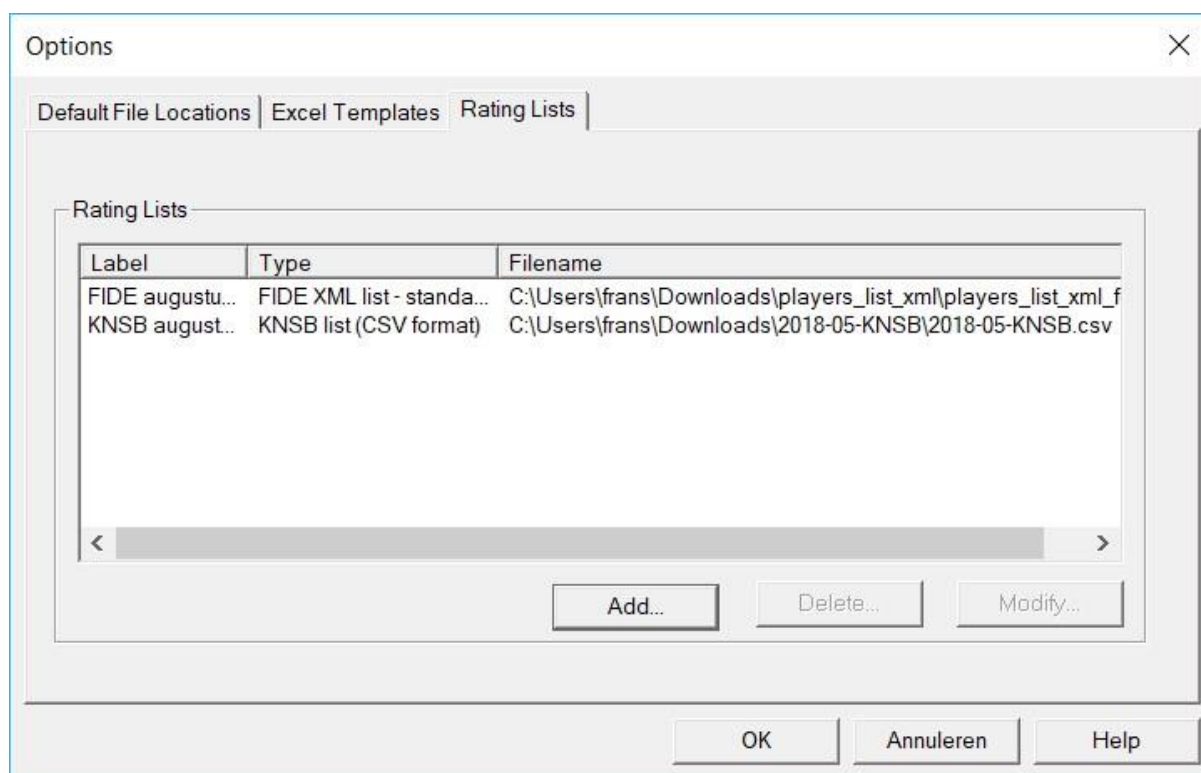 Options
Default File Locations Excel Templates Rating Lists
Rating Lists
Label Type Filename
FIDE augustu... FIDE XML list - standa... C:\Users\frans\Downloads\players_list_xml\players_list_xml_f
KNSB august... KNSB list (CSV format) C:\Users\frans\Downloads\2018-05-KNSB\2018-05-KNSB.csv
Add... Delete... Modify...
OK Annuleren Help